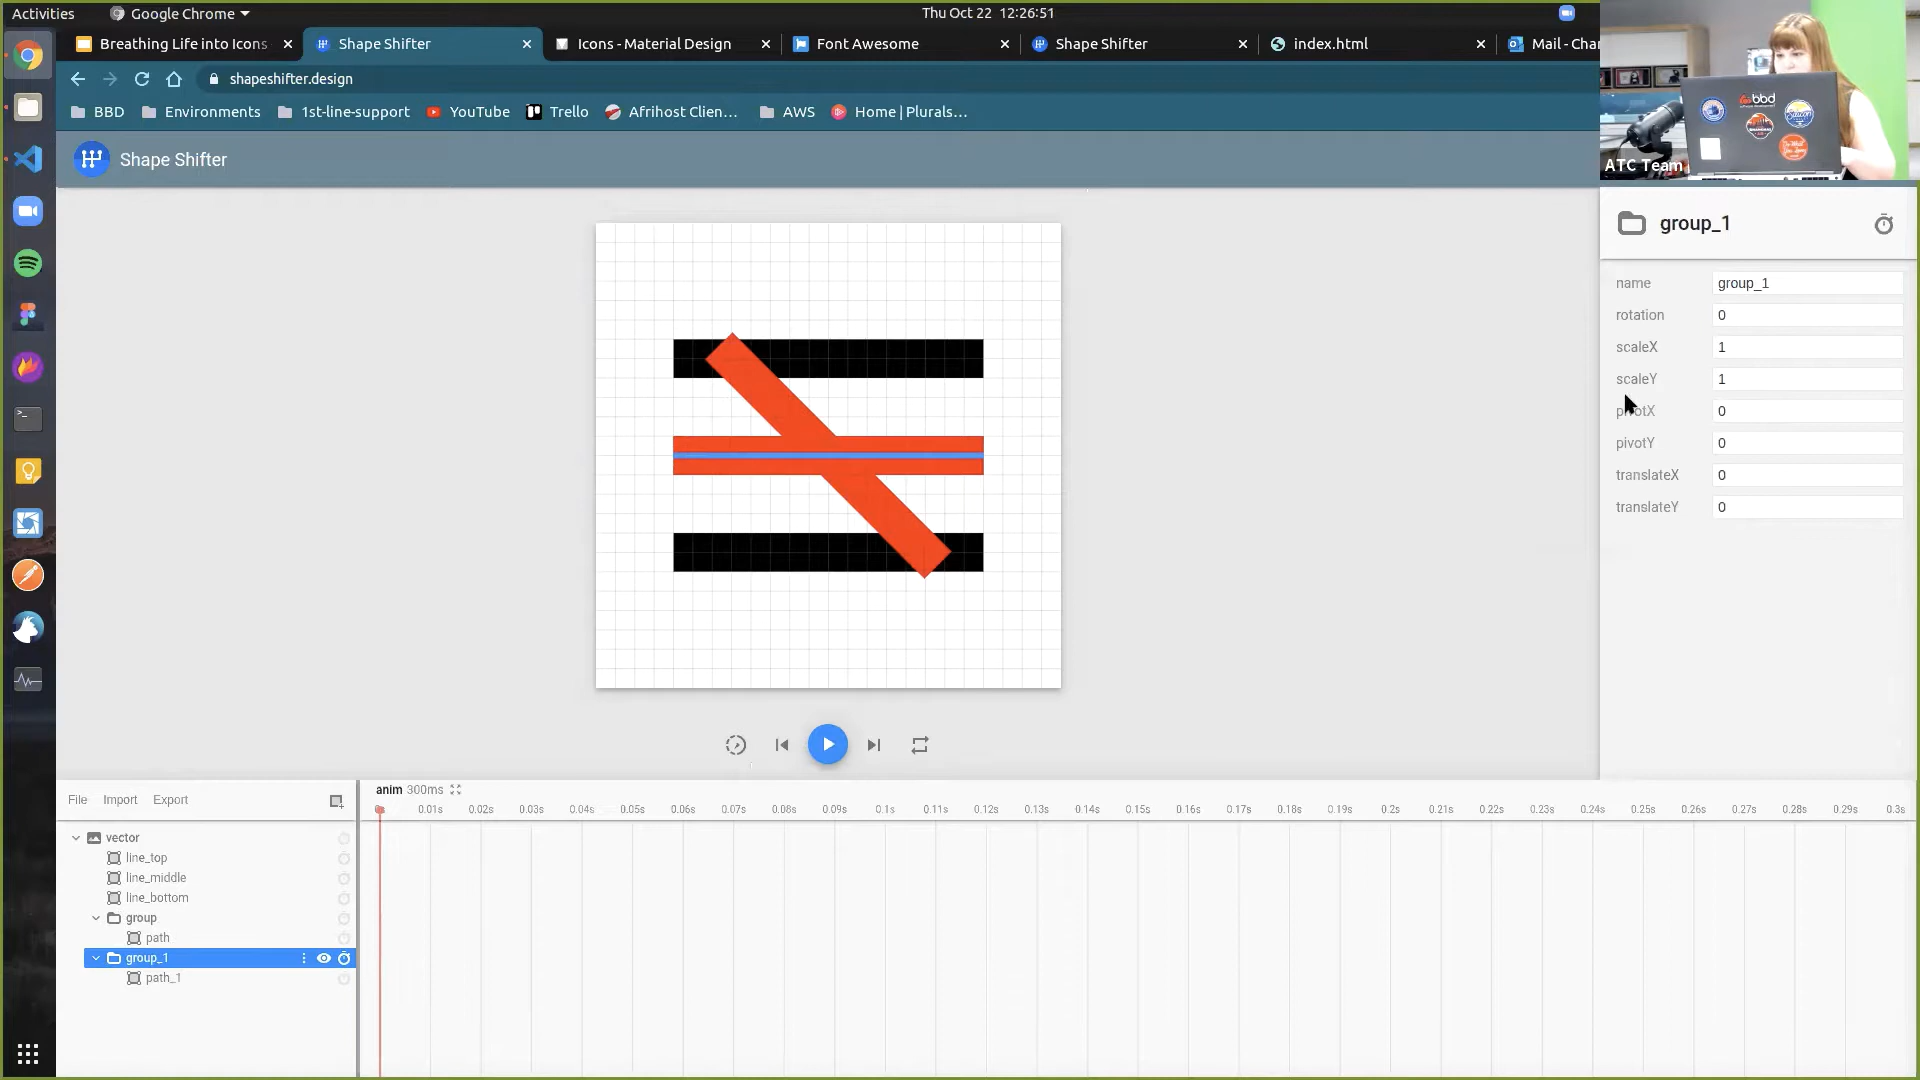 Activities
Google Chrome
Thu Oct 22 12:26:51
Breathing Life into Icons
Shape Shifter
Icons - Material Design
Font Awesome
Shape Shifter
index.html
Mail - Cha
shapeshifter.design
BBD
Environments
1st-line-support
YouTube
Trello
Afrihost Clien...
AWS
Home | Plurals...
bbd
ATC Team
Shape Shifter
group_1
name group_1
rotation 0
scaleX 1
scaleY 1
pivotX 0
pivotY 0
translateX 0
translateY 0
File Import Export
anim 300ms
0.01s 0.02s 0.03s 0.04s 0.05s 0.06s 0.07s 0.08s 0.09s 0.1s 0.11s 0.12s 0.13s 0.14s 0.15s 0.16s 0.17s 0.18s 0.19s 0.2s 0.21s 0.22s 0.23s 0.24s 0.25s 0.26s 0.27s 0.28s 0.29s 0.3s
vector
line_top
line_middle
line_bottom
group
path
group_1
path_1